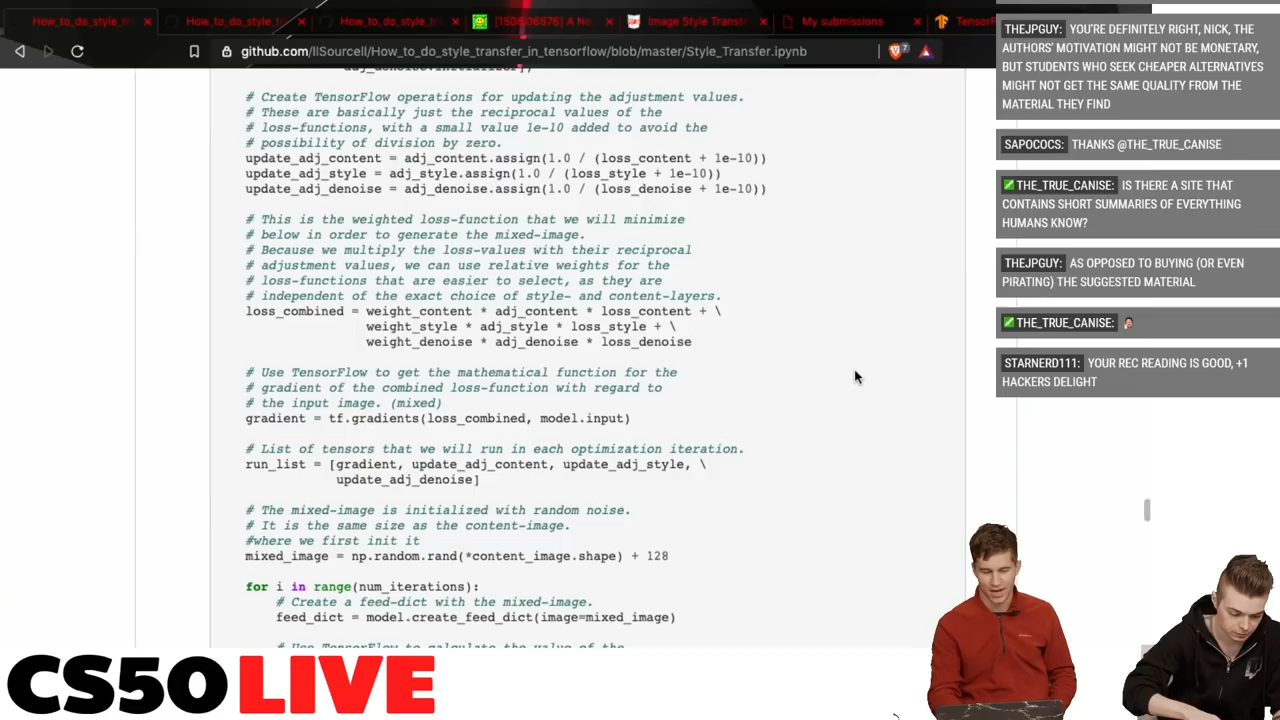 How_to_do_style_t
How_to_do_style_t
How_to_do_style_tr
[1508.06576] A N
Image Style Transf
My submissions
TensorF
github.com/llSourcell/How_to_do_style_transfer_in_tensorflow/blob/master/Style_Transfer.ipynb
7
# Create TensorFlow operations for updating the adjustment values.
# These are basically just the reciprocal values of the
# loss-functions, with a small value 1e-10 added to avoid the
# possibility of division by zero.
update_adj_content = adj_content.assign(1.0 / (loss_content + 1e-10))
update_adj_style = adj_style.assign(1.0 / (loss_style + 1e-10))
update_adj_denoise = adj_denoise.assign(1.0 / (loss_denoise + 1e-10))
# This is the weighted loss-function that we will minimize
# below in order to generate the mixed-image.
# Because we multiply the loss-values with their reciprocal
# adjustment values, we can use relative weights for the
# loss-functions that are easier to select, as they are
# independent of the exact choice of style- and content-layers.
loss_combined = weight_content * adj_content * loss_content + \
weight_style * adj_style * loss_style + \
weight_denoise * adj_denoise * loss_denoise
# Use TensorFlow to get the mathematical function for the
# gradient of the combined loss-function with regard to
# the input image. (mixed)
gradient = tf.gradients(loss_combined, model.input)
# List of tensors that we will run in each optimization iteration.
run_list = [gradient, update_adj_content, update_adj_style, \
update_adj_denoise]
# The mixed-image is initialized with random noise.
# It is the same size as the content-image.
#where we first init it
mixed_image = np.random.rand(*content_image.shape) + 128
for i in range(num_iterations):
# Create a feed-dict with the mixed-image.
feed_dict = model.create_feed_dict(image=mixed_image)
THEJPGUY: YOU'RE DEFINITELY RIGHT, NICK, THE
AUTHORS' MOTIVATION MIGHT NOT BE MONETARY,
BUT STUDENTS WHO SEEK CHEAPER ALTERNATIVES
MIGHT NOT GET THE SAME QUALITY FROM THE
MATERIAL THEY FIND
SAPOCOCS: THANKS @THE_TRUE_CANISE
THE_TRUE_CANISE: IS THERE A SITE THAT
CONTAINS SHORT SUMMARIES OF EVERYTHING
HUMANS KNOW?
THEJPGUY: AS OPPOSED TO BUYING (OR EVEN
PIRATING) THE SUGGESTED MATERIAL
THE_TRUE_CANISE:
STARNERD111: YOUR REC READING IS GOOD, +1
HACKERS DELIGHT
CS50 LIVE